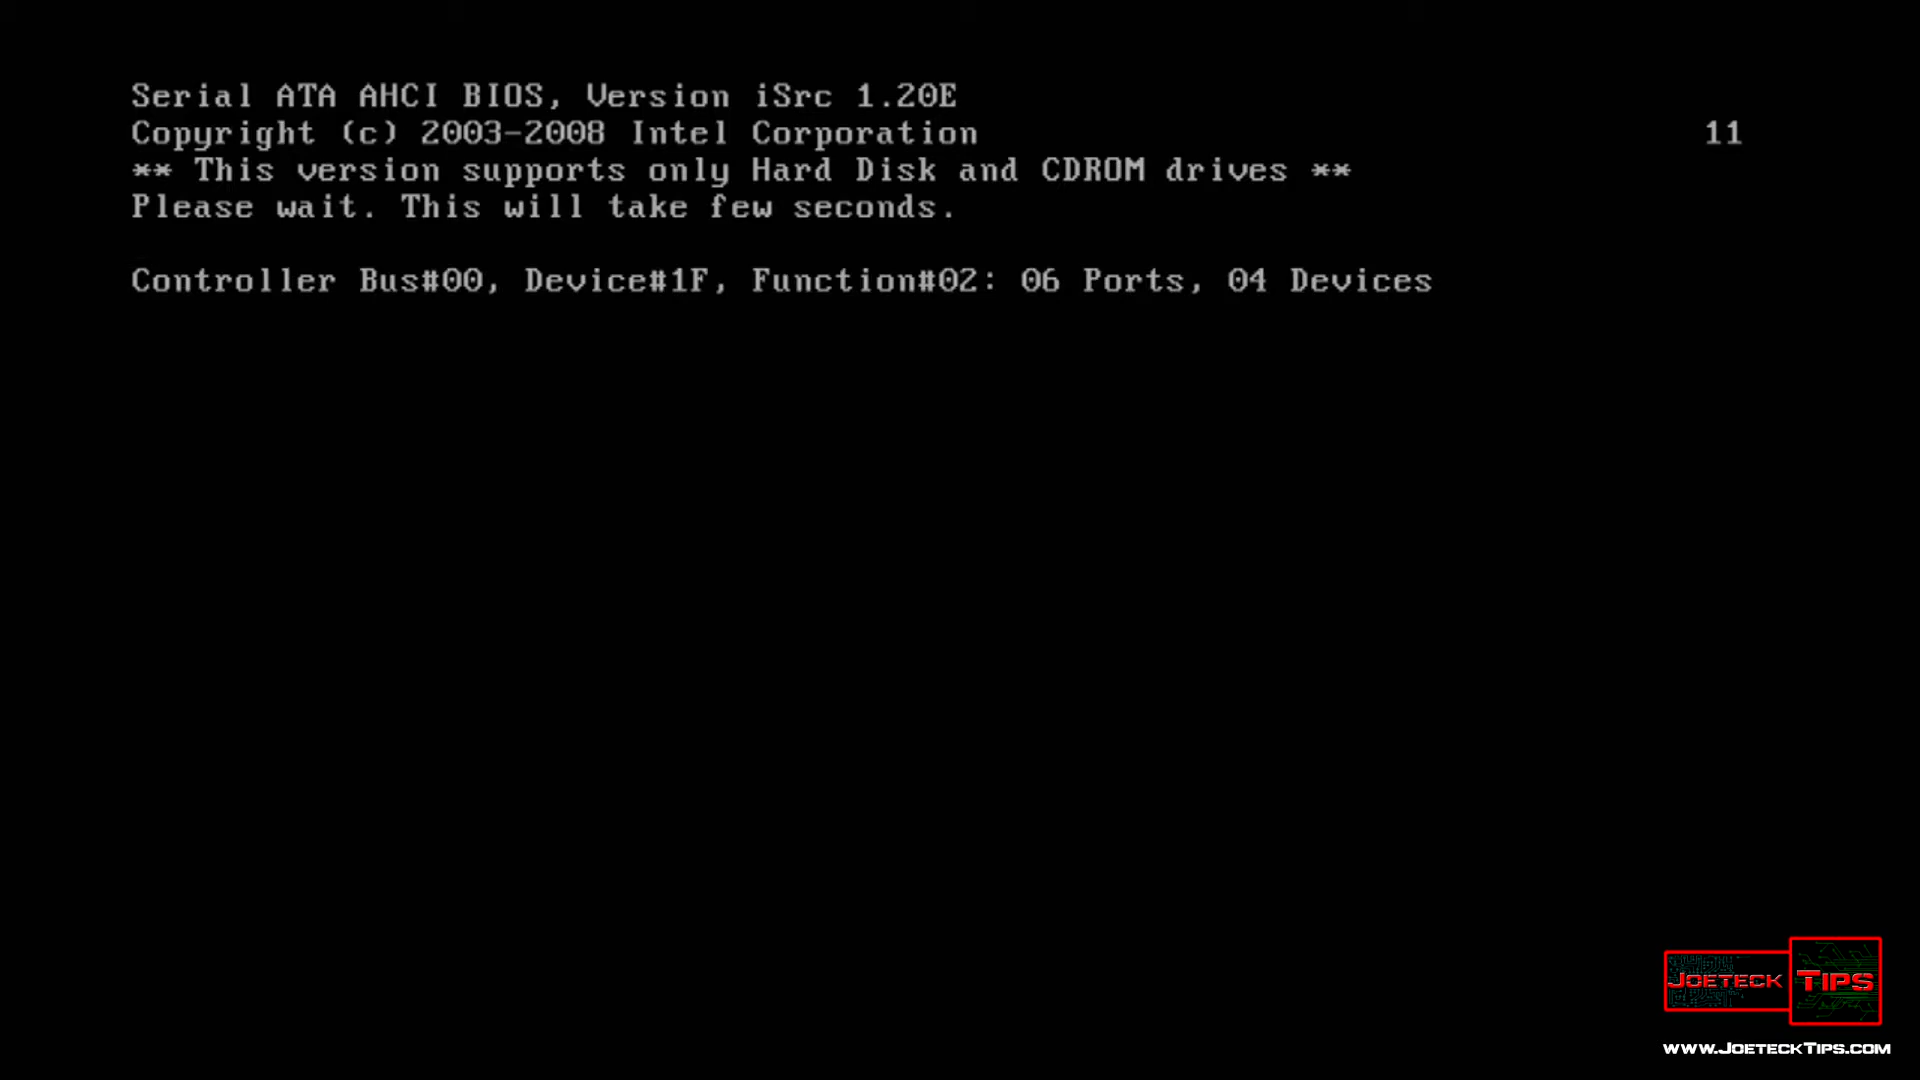 Serial ATA AHCI BIOS, Version iSrc 1.20E
Copyright (c) 2003-2008 Intel Corporation 11
** This version supports only Hard Disk and CDROM drives **
Please wait. This will take few seconds.
Controller Bus#00, Device#1F, Function#02: 06 Ports, 04 Devices
JOETECK TIPS
WWW.JOETECKTIPS.COM